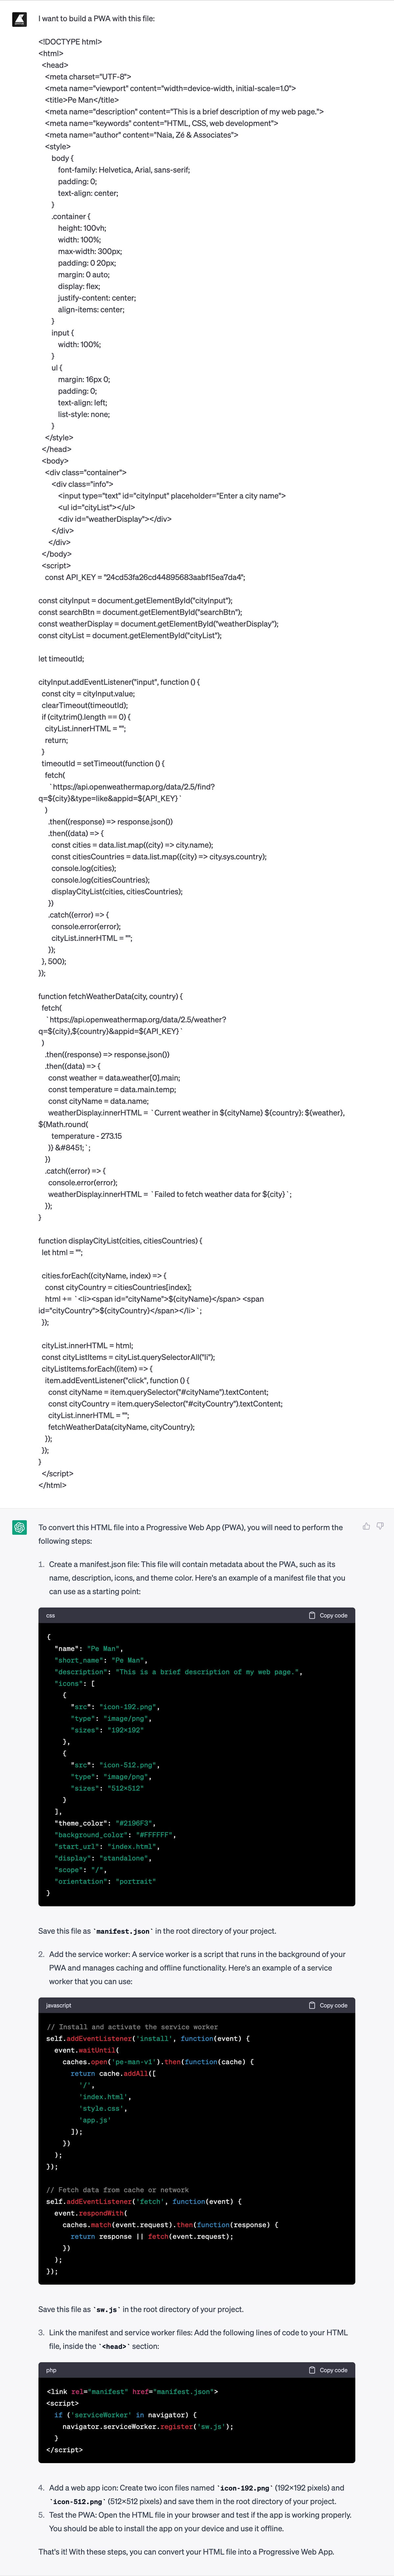 I want to build a PWA with this file:
<!DOCTYPE html>
<html>
<head>
<meta charset="UTF-8">
<meta name="viewport" content="width=device-width, initial-scale=1.0">
<title>Pe Man</title>
<meta name="description" content="This is a brief description of my web page.">
<meta name="keywords" content="HTML, CSS, web development">
<meta name="author" content="Naia, Zé & Associates">
<style>
body {
font-family: Helvetica, Arial, sans-serif;
padding: 0;
text-align: center;
}
.container {
height: 100vh;
width: 100%;
max-width: 300px;
padding: 0 20px;
margin: 0 auto;
display: flex;
justify-content: center;
align-items: center;
}
input {
width: 100%;
}
ul {
margin: 16px 0;
padding: 0;
text-align: left;
list-style: none;
}
</style>
</head>
<body>
<div class="container">
<div class="info">
<input type="text" id="cityInput" placeholder="Enter a city name">
<ul id="cityList"></ul>
<div id="weatherDisplay"></div>
</div>
</div>
</body>
<script>
const API_KEY = "24cd53fa26cd44895683aabf15ea7da4";
const cityInput = document.getElementById("cityInput");
const searchBtn = document.getElementById("searchBtn");
const weatherDisplay = document.getElementById("weatherDisplay");
const cityList = document.getElementById("cityList");
let timeoutId;
cityInput.addEventListener("input", function () {
const city = cityInput.value;
clearTimeout(timeoutId);
if (city.trim().length == 0) {
cityList.innerHTML = "";
return;
}
timeoutId = setTimeout(function () {
fetch(
`https://api.openweathermap.org/data/2.5/find?
q=${city}&type=like&appid=${API_KEY}`
)
.then((response) => response.json())
.then((data) => {
const cities = data.list.map((city) => city.name);
const citiesCountries = data.list.map((city) => city.sys.country);
console.log(cities);
console.log(citiesCountries);
displayCityList(cities, citiesCountries);
})
.catch((error) => {
console.error(error);
cityList.innerHTML = "";
});
}, 500);
});
function fetchWeatherData(city, country) {
fetch(
`https://api.openweathermap.org/data/2.5/weather?
q=${city},${country}&appid=${API_KEY}`
)
.then((response) => response.json())
.then((data) => {
const weather = data.weather[0].main;
const temperature = data.main.temp;
const cityName = data.name;
weatherDisplay.innerHTML = `Current weather in ${cityName} ${country}: ${weather},
${Math.round(
temperature - 273.15
)} &#8451;`;
})
.catch((error) => {
console.error(error);
weatherDisplay.innerHTML = `Failed to fetch weather data for ${city}`;
});
}
function displayCityList(cities, citiesCountries) {
let html = "";
cities.forEach((cityName, index) => {
const cityCountry = citiesCountries[index];
html += `<li><span id="cityName">${cityName}</span> <span
id="cityCountry">${cityCountry}</span></li>`;
});
cityList.innerHTML = html;
const cityListItems = cityList.querySelectorAll("li");
cityListItems.forEach((item) => {
item.addEventListener("click", function () {
const cityName = item.querySelector("#cityName").textContent;
const cityCountry = item.querySelector("#cityCountry").textContent;
cityList.innerHTML = "";
fetchWeatherData(cityName, cityCountry);
});
});
}
</script>
</html>
To convert this HTML file into a Progressive Web App (PWA), you will need to perform the
following steps:
1. Create a manifest.json file: This file will contain metadata about the PWA, such as its
name, description, icons, and theme color. Here's an example of a manifest file that you
can use as a starting point:
css Copy code
{
"name": "Pe Man",
"short_name": "Pe Man",
"description": "This is a brief description of my web page.",
"icons": [
{
"src": "icon-192.png",
"type": "image/png",
"sizes": "192x192"
},
{
"src": "icon-512.png",
"type": "image/png",
"sizes": "512x512"
}
],
"theme_color": "#2196F3",
"background_color": "#FFFFFF",
"start_url": "index.html",
"display": "standalone",
"scope": "/",
"orientation": "portrait"
}
Save this file as `manifest.json` in the root directory of your project.
2. Add the service worker: A service worker is a script that runs in the background of your
PWA and manages caching and offline functionality. Here's an example of a service
worker that you can use:
javascript Copy code
// Install and activate the service worker
self.addEventListener('install', function(event) {
event.waitUntil(
caches.open('pe-man-v1').then(function(cache) {
return cache.addAll([
'/',
'index.html',
'style.css',
'app.js'
]);
})
);
});
// Fetch data from cache or network
self.addEventListener('fetch', function(event) {
event.respondWith(
caches.match(event.request).then(function(response) {
return response || fetch(event.request);
})
);
});
Save this file as `sw.js` in the root directory of your project.
3. Link the manifest and service worker files: Add the following lines of code to your HTML
file, inside the `<head>` section:
php Copy code
<link rel="manifest" href="manifest.json">
<script>
if ('serviceWorker' in navigator) {
navigator.serviceWorker.register('sw.js');
}
</script>
4. Add a web app icon: Create two icon files named `icon-192.png` (192x192 pixels) and
`icon-512.png` (512x512 pixels) and save them in the root directory of your project.
5. Test the PWA: Open the HTML file in your browser and test if the app is working properly.
You should be able to install the app on your device and use it offline.
That's it! With these steps, you can convert your HTML file into a Progressive Web App.